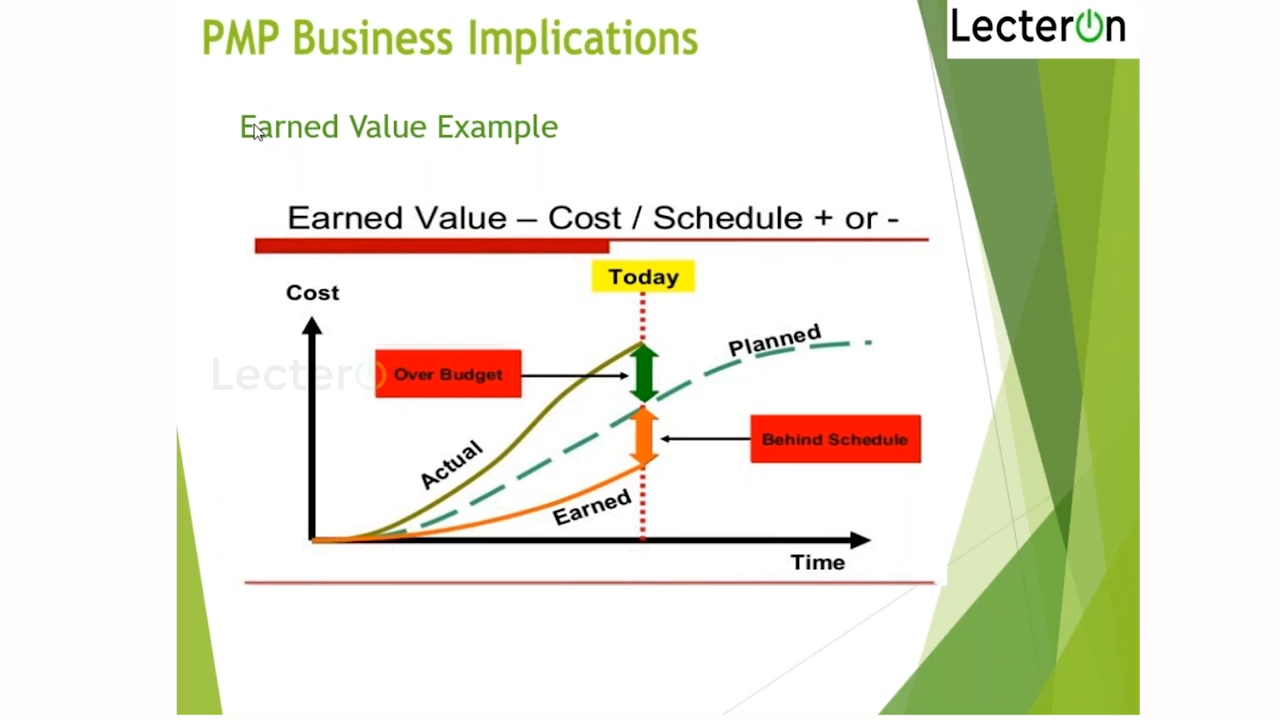 PMP Business Implications
LecterOn
Earned Value Example
Earned Value – Cost / Schedule + or -
Today
Cost
Planned
LecterO
Over Budget
Behind Schedule
Actual
Earned
Time